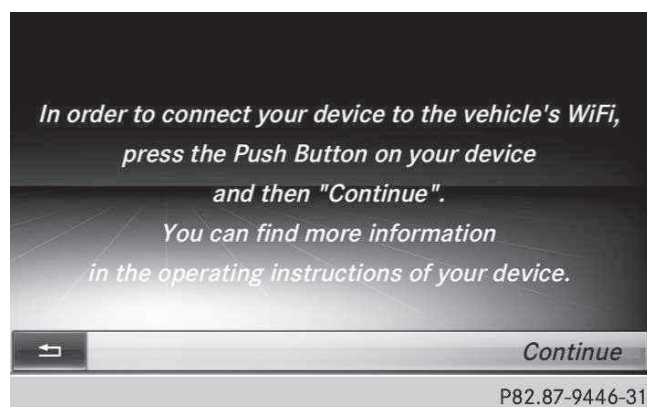 In order to connect your device to the vehicle's WiFi,
press the Push Button on your device
and then "Continue".
You can find more information
in the operating instructions of your device.
Continue
P82.87-9446-31